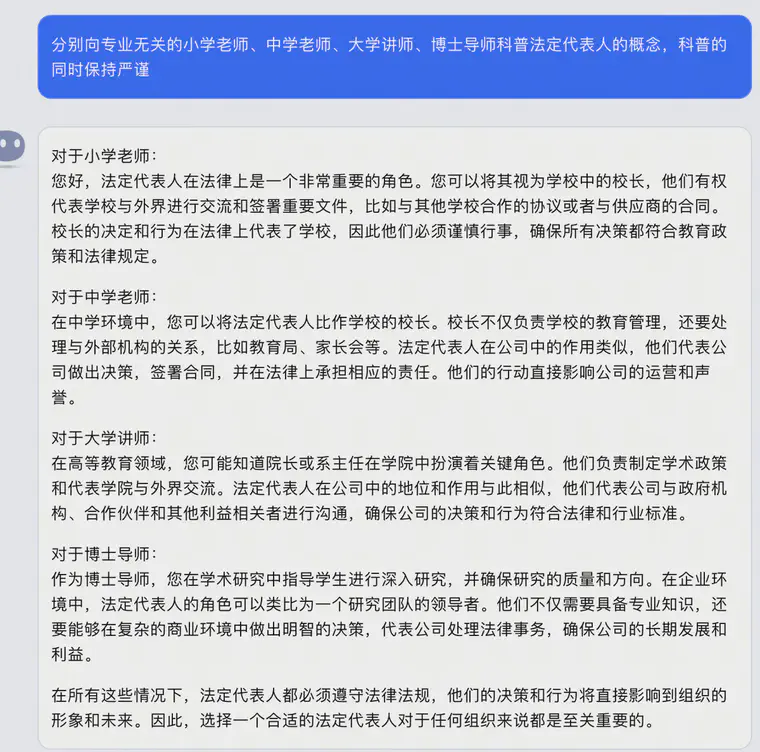 分别向专业无关的小学老师、中学老师、大学讲师、博士导师科普法定代表人的概念，科普的
同时保持严谨
对于小学老师：
您好，法定代表人在法律上是一个非常重要的角色。您可以将其视为学校中的校长，他们有权
代表学校与外界进行交流和签署重要文件，比如与其他学校合作的协议或者与供应商的合同。
校长的决定和行为在法律上代表了学校，因此他们必须谨慎行事，确保所有决策都符合教育政
策和法律规定。
对于中学老师：
在中学环境中，您可以将法定代表人比作学校的校长。校长不仅负责学校的教育管理，还要处
理与外部机构的关系，比如教育局、家长会等。法定代表人在公司中的作用类似，他们代表公
司做出决策，签署合同，并在法律上承担相应的责任。他们的行动直接影响公司的运营和声
誉。
对于大学讲师：
在高等教育领域，您可能知道院长或系主任在学院中扮演着关键角色。他们负责制定学术政策
和代表学院与外界交流。法定代表人在公司中的地位和作用与此相似，他们代表公司与政府机
构、合作伙伴和其他利益相关者进行沟通，确保公司的决策和行为符合法律和行业标准。
对于博士导师：
作为博士导师，您在学术研究中指导学生进行深入研究，并确保研究的质量和方向。在企业环
境中，法定代表人的角色可以类比为一个研究团队的领导者。他们不仅需要具备专业知识，还
要能够在复杂的商业环境中做出明智的决策，代表公司处理法律事务，确保公司的长期发展和
利益。
在所有这些情况下，法定代表人都必须遵守法律法规，他们的决策和行为将直接影响到组织的
形象和未来。因此，选择一个合适的法定代表人对于任何组织来说都是至关重要的。